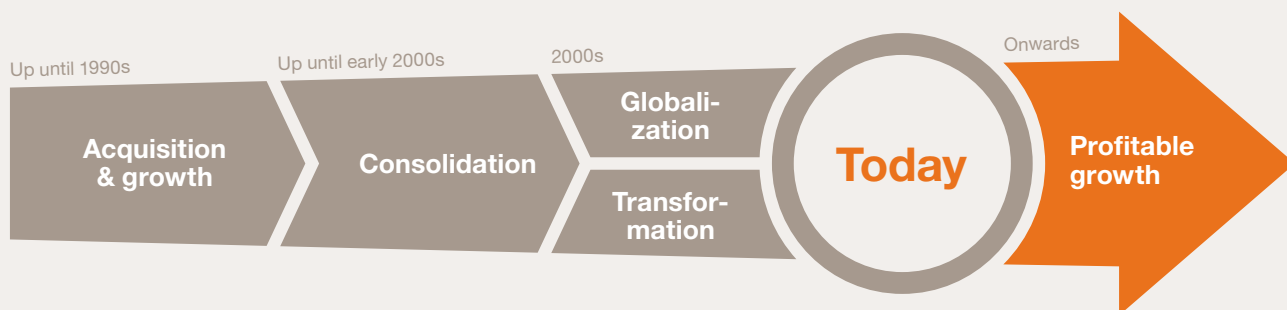 Up until 1990s
Acquisition
& growth
Up until early 2000s
Consolidation
2000s
Globali-
zation
Transfor-
mation
Today
Onwards
Profitable
growth